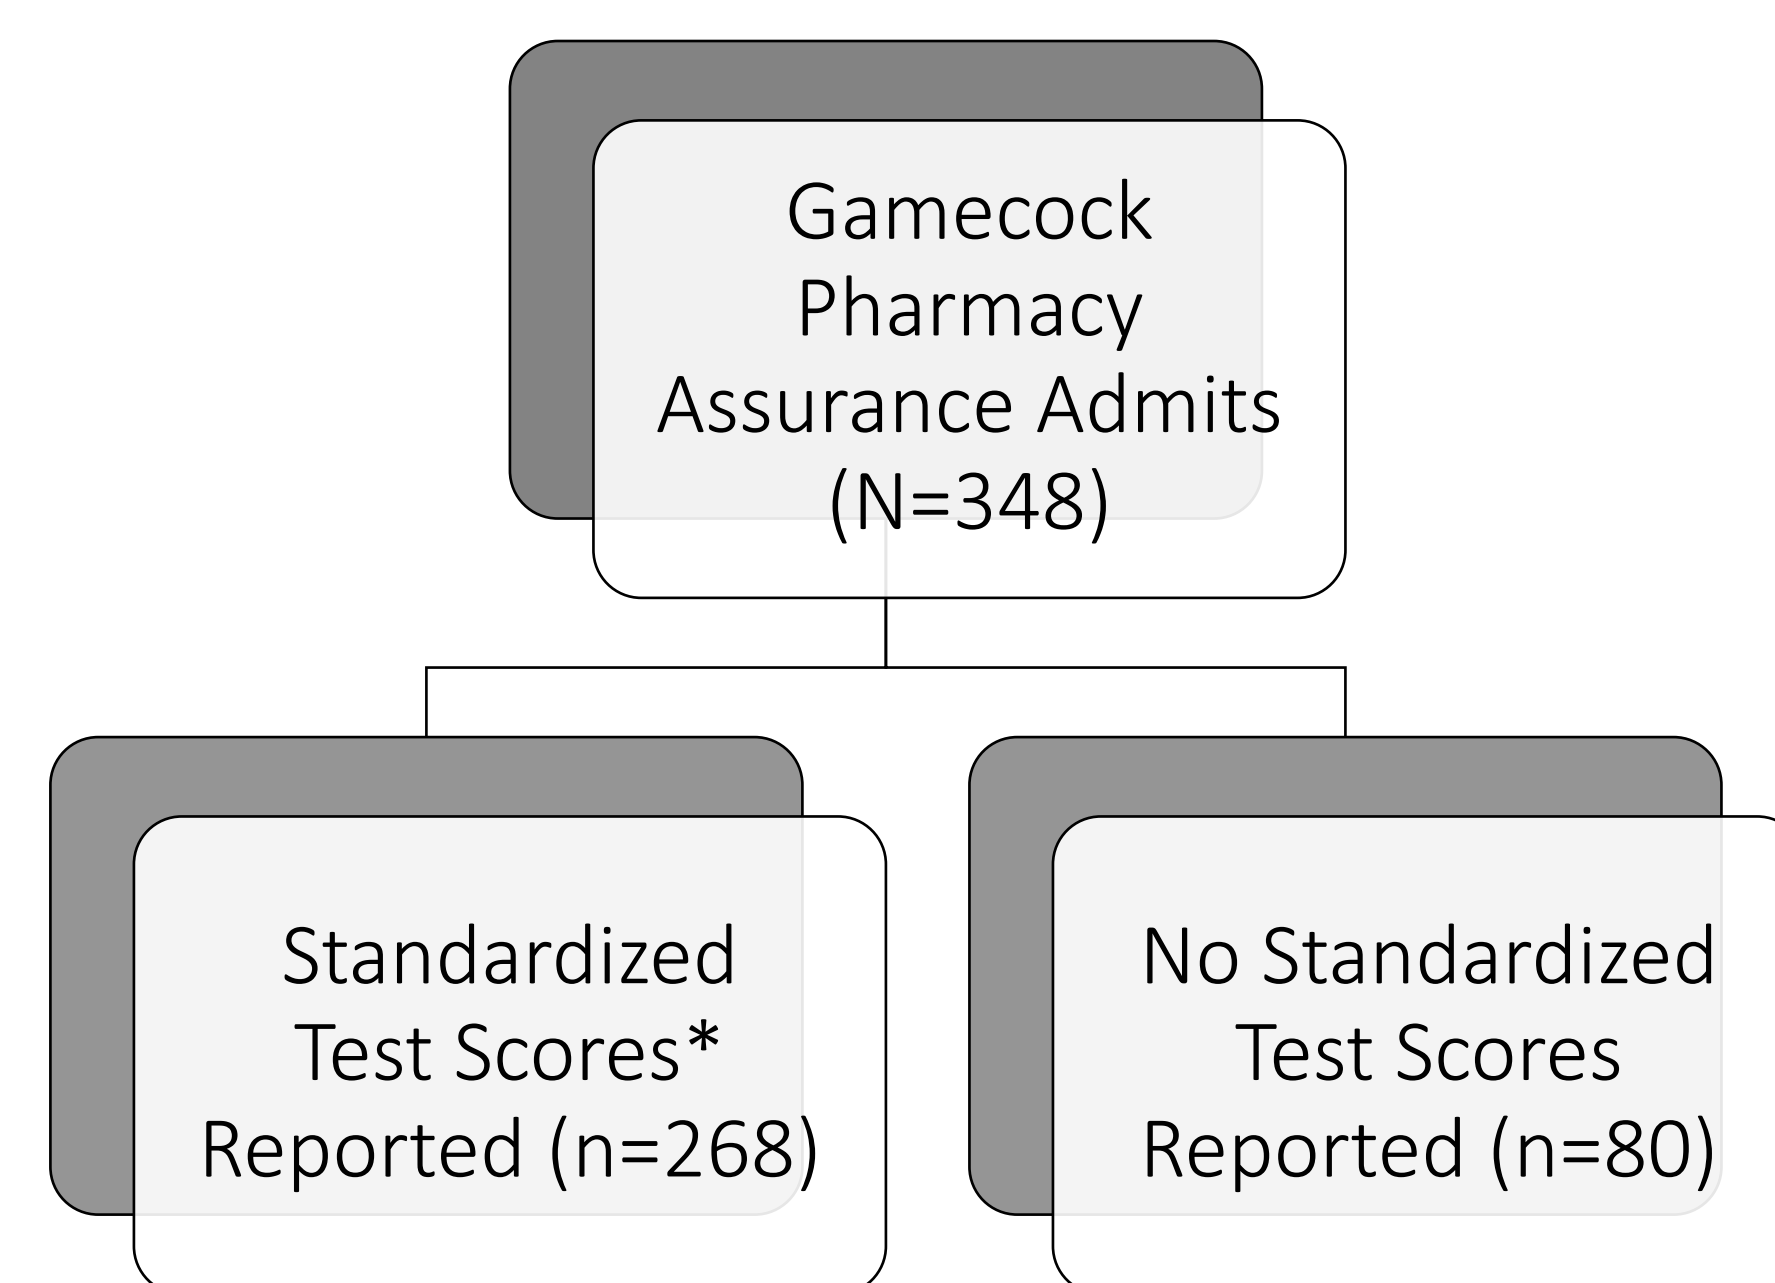 Gamecock
Pharmacy
Assurance Admits
(N=348)
Standardized
Test Scores*
Reported (n=268)
No Standardized
Test Scores
Reported (n=80)